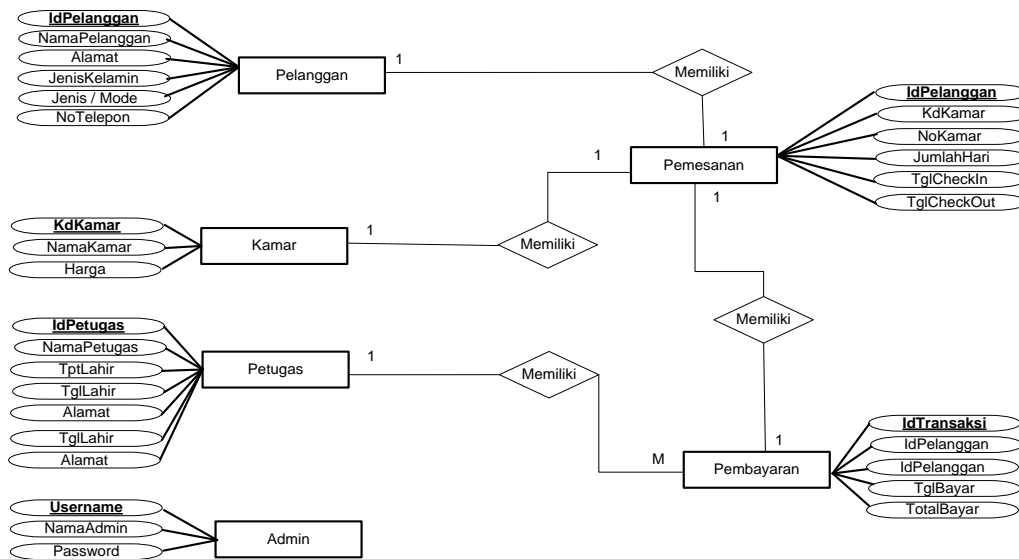 IdPelanggan
NamaPelanggan
Alamat
JenisKelamin
Jenis / Mode
NoTelepon
Pelanggan
1
Memiliki
1
Pemesanan
IdPelanggan
KdKamar
NoKamar
JumlahHari
TglCheckIn
TglCheckOut
1
1
KdKamar
NamaKamar
Harga
Kamar
1
Memiliki
Memiliki
IdPetugas
NamaPetugas
TptLahir
TglLahir
Alamat
TglLahir
Alamat
Petugas
1
Memiliki
M
1
Pembayaran
IdTransaksi
IdPelanggan
IdPelanggan
TglBayar
TotalBayar
Username
NamaAdmin
Password
Admin